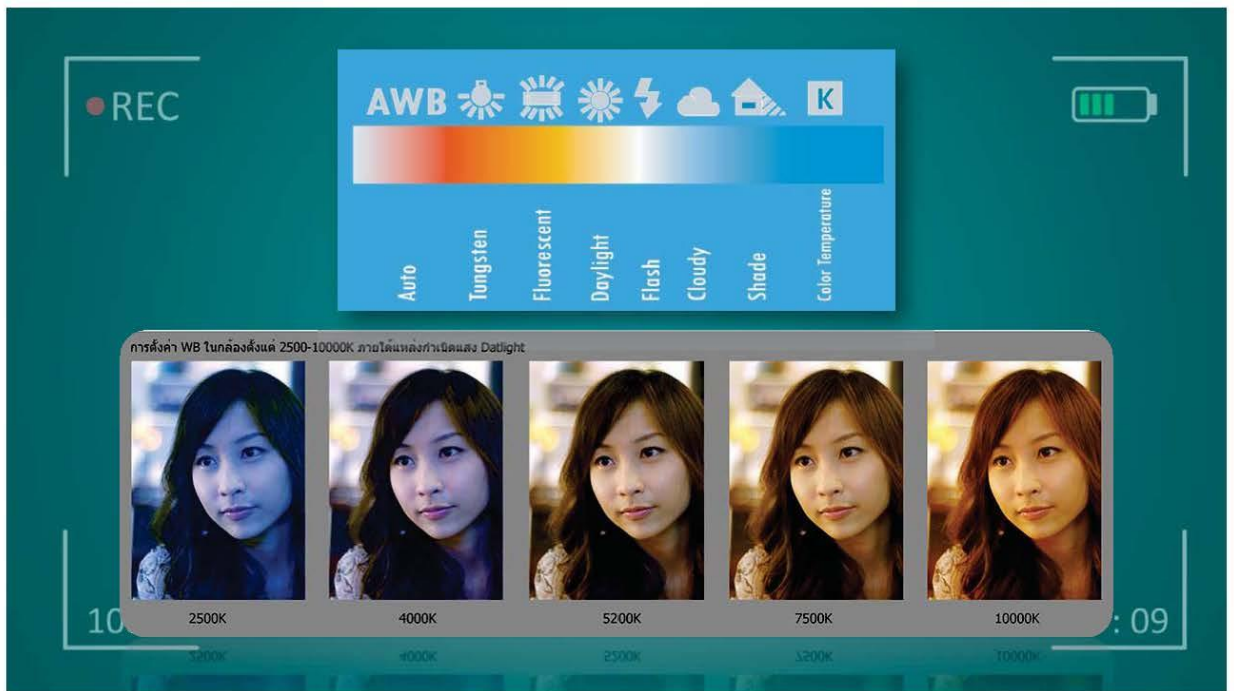 REC
AWB K
Auto
Tungsten
Fluorescent
Daylight
Flash
Cloudy
Shade
Color Temperature
การตั้งค่า WB ในกล้องตั้งแต่ 2500-10000K ภายใต้แหล่งกำเนิดแสง Datlight
2500K 4000K 5200K 7500K 10000K
10 : 09